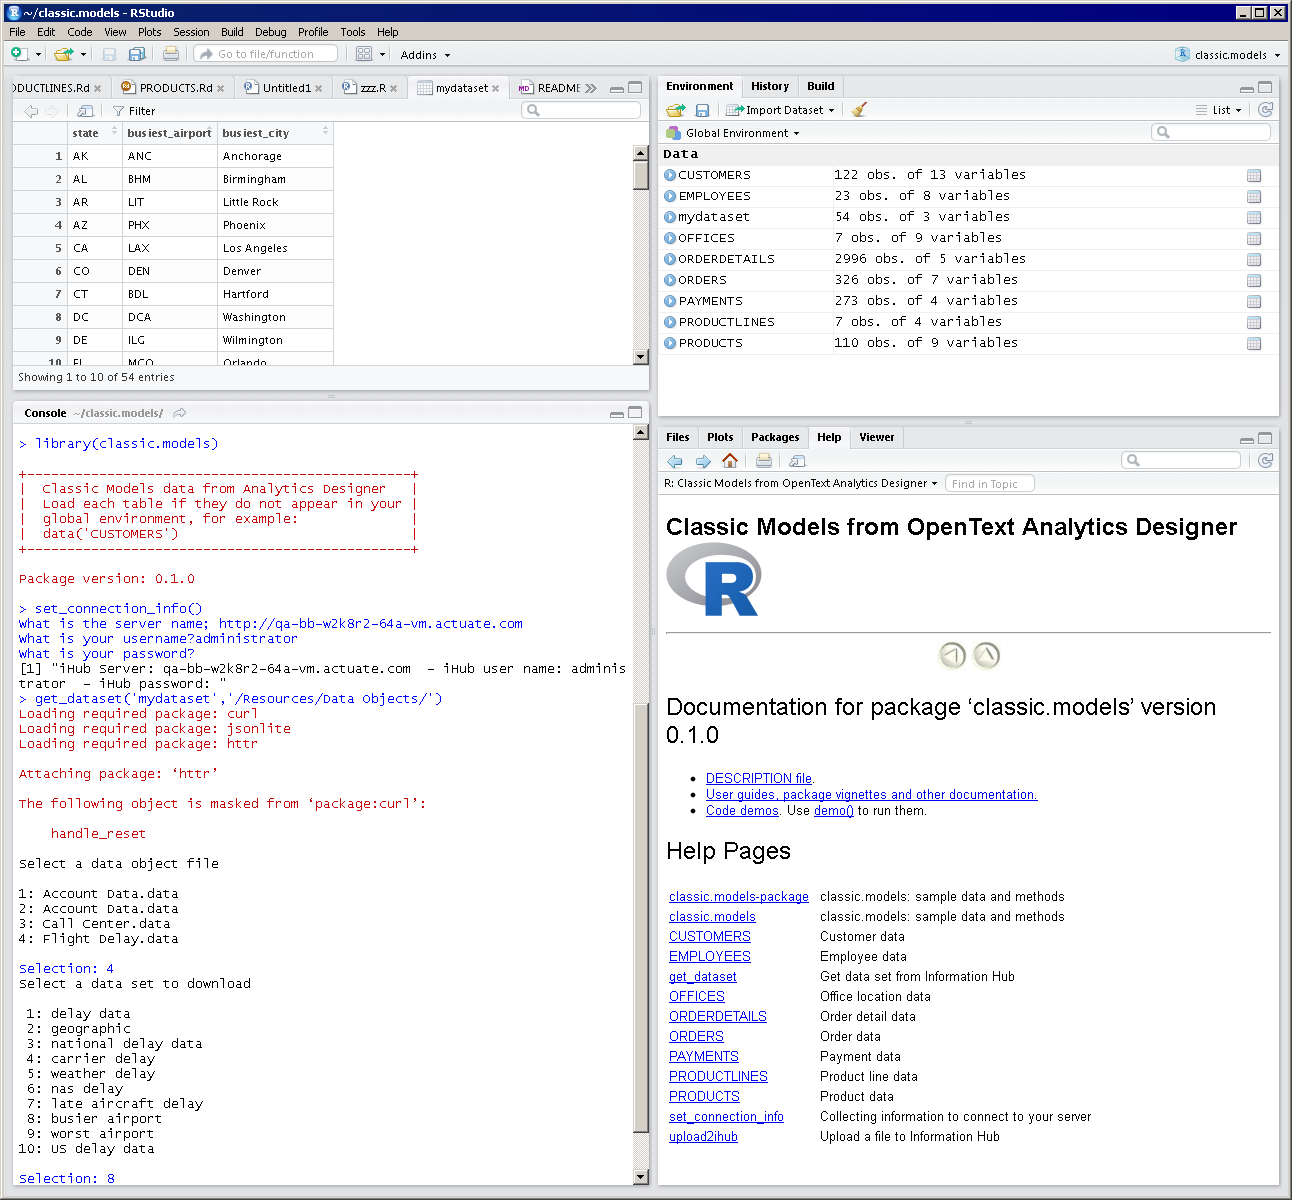 ~/classic.models - RStudio
File Edit Code View Plots Session Build Debug Profile Tools Help
Go to file/function Addins classic.models
ODUCTLINES.Rd PRODUCTS.Rd Untitled1 zzz.R mydataset README
Filter
state busiest_airport busiest_city
1 AK ANC Anchorage
2 AL BHM Birmingham
3 AR LIT Little Rock
4 AZ PHX Phoenix
5 CA LAX Los Angeles
6 CO DEN Denver
7 CT BDL Hartford
8 DC DCA Washington
9 DE ILG Wilmington
10 FL MCO Orlando
Showing 1 to 10 of 54 entries
Console ~/classic.models/
> library(classic.models)
+------------------------------------------------+
| Classic Models data from Analytics Designer |
| Load each table if they do not appear in your |
| global environment, for example: |
| data('CUSTOMERS') |
+------------------------------------------------+
Package version: 0.1.0
> set_connection_info()
What is the server name; http://qa-bb-w2k8r2-64a-vm.actuate.com
What is your username?administrator
What is your password?
[1] "iHub Server: qa-bb-w2k8r2-64a-vm.actuate.com – iHub user name: adminis
trator – iHub password: "
> get_dataset('mydataset','/Resources/Data Objects/')
Loading required package: curl
Loading required package: jsonlite
Loading required package: httr
Attaching package: ‘httr’
The following object is masked from ‘package:curl’:
handle_reset
Select a data object file
1: Account Data.data
2: Account Data.data
3: Call Center.data
4: Flight Delay.data
Selection: 4
Select a data set to download
1: delay data
2: geographic
3: national delay data
4: carrier delay
5: weather delay
6: nas delay
7: late aircraft delay
8: busier airport
9: worst airport
10: US delay data
Selection: 8
Environment History Build
Import Dataset List
Global Environment
Data
CUSTOMERS 122 obs. of 13 variables
EMPLOYEES 23 obs. of 8 variables
mydataset 54 obs. of 3 variables
OFFICES 7 obs. of 9 variables
ORDERDETAILS 2996 obs. of 5 variables
ORDERS 326 obs. of 7 variables
PAYMENTS 273 obs. of 4 variables
PRODUCTLINES 7 obs. of 4 variables
PRODUCTS 110 obs. of 9 variables
Files Plots Packages Help Viewer
R: Classic Models from OpenText Analytics Designer Find in Topic
Classic Models from OpenText Analytics Designer
R
Documentation for package ‘classic.models’ version
0.1.0
• DESCRIPTION file.
• User guides, package vignettes and other documentation.
• Code demos. Use demo() to run them.
Help Pages
classic.models-package classic.models: sample data and methods
classic.models classic.models: sample data and methods
CUSTOMERS Customer data
EMPLOYEES Employee data
get_dataset Get data set from Information Hub
OFFICES Office location data
ORDERDETAILS Order detail data
ORDERS Order data
PAYMENTS Payment data
PRODUCTLINES Product line data
PRODUCTS Product data
set_connection_info Collecting information to connect to your server
upload2ihub Upload a file to Information Hub